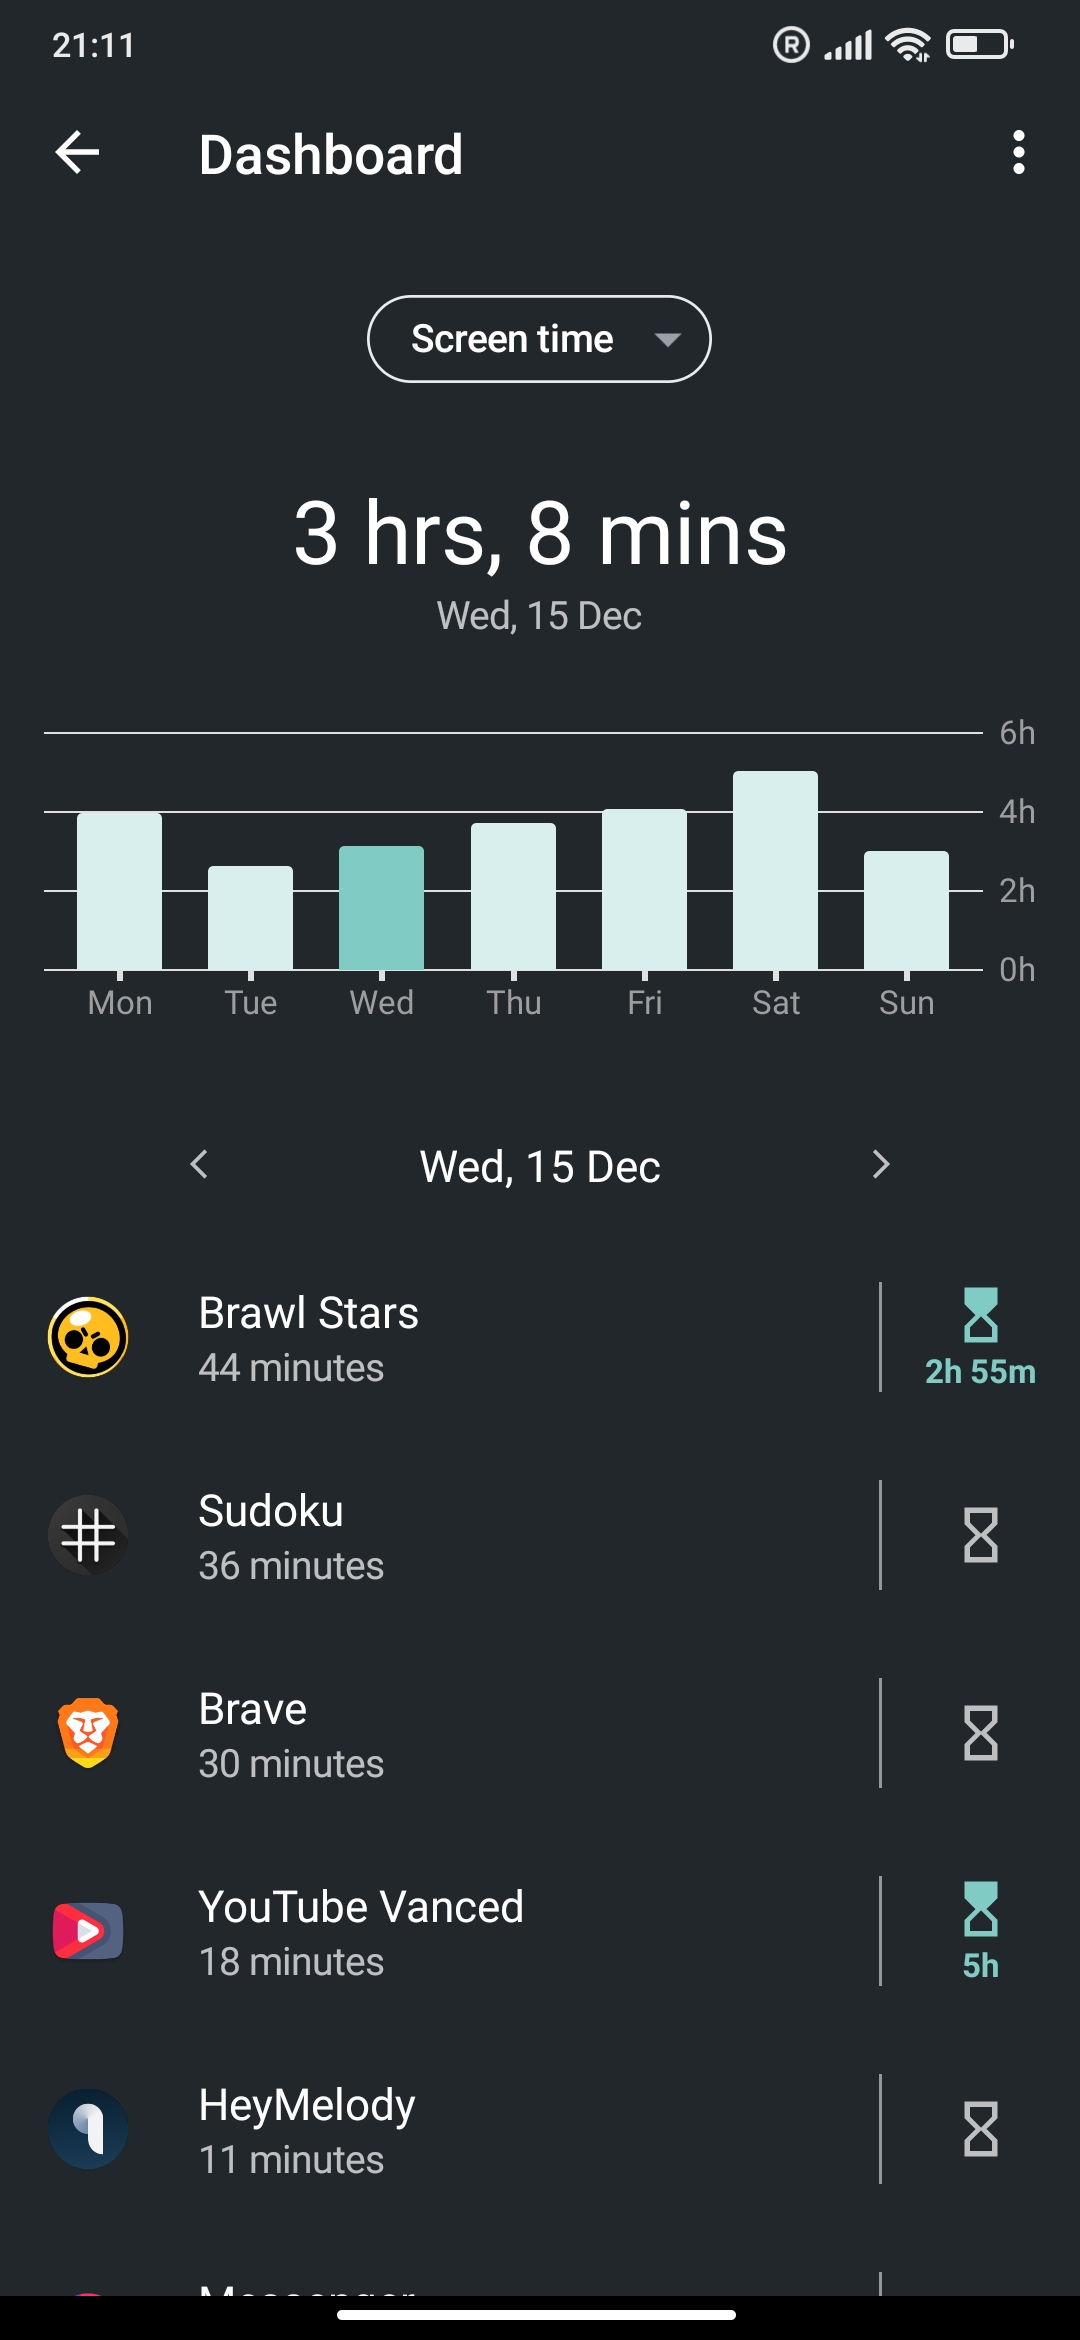 21:11
Dashboard
Screen time
3 hrs, 8 mins
Wed, 15 Dec
6h
4h
2h
0h
Mon Tue Wed Thu Fri Sat Sun
Wed, 15 Dec
Brawl Stars
44 minutes
2h 55m
Sudoku
36 minutes
Brave
30 minutes
YouTube Vanced
18 minutes
5h
HeyMelody
11 minutes
Messenger